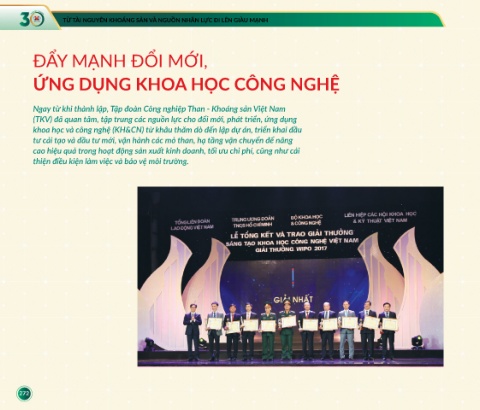 30
TỪ TÀI NGUYÊN KHOÁNG SẢN VÀ NGUỒN NHÂN LỰC ĐI LÊN GIÀU MẠNH
ĐẨY MẠNH ĐỔI MỚI,
ỨNG DỤNG KHOA HỌC CÔNG NGHỆ
Ngay từ khi thành lập, Tập đoàn Công nghiệp Than - Khoáng sản Việt Nam
(TKV) đã quan tâm, tập trung các nguồn lực cho đổi mới, phát triển, ứng dụng
khoa học và công nghệ (KH&CN) từ khâu thăm dò đến lập dự án, triển khai đầu
tư cải tạo và đầu tư mới, vận hành các mỏ than, hạ tầng vận chuyển để nâng
cao hiệu quả trong hoạt động sản xuất kinh doanh, tối ưu chi phí, cũng như cải
thiện điều kiện làm việc và bảo vệ môi trường.
TỔNG LIÊN ĐOÀN
LAO ĐỘNG VIỆT NAM
TRUNG ƯƠNG ĐOÀN
TNCS HỒ CHÍ MINH
BỘ KHOA HỌC
& CÔNG NGHỆ
LIÊN HIỆP CÁC HỘI KHOA HỌC
& KỸ THUẬT VIỆT NAM
LỄ TỔNG KẾT VÀ TRAO GIẢI THƯỞNG
SÁNG TẠO KHOA HỌC CÔNG NGHỆ VIỆT NAM
GIẢI THƯỞNG WIPO 2017
GIẢI NHẤT
272